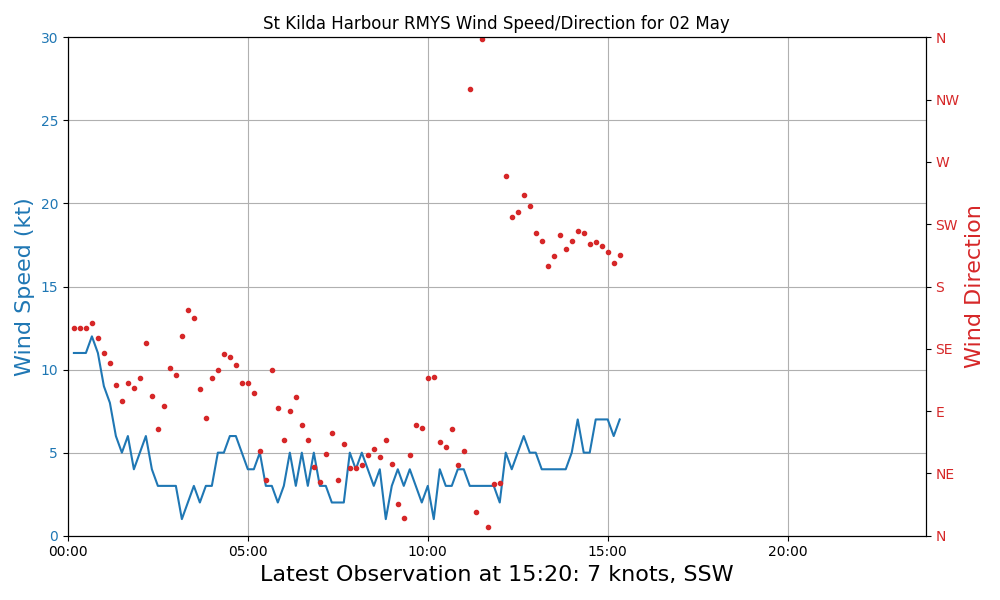 St Kilda Harbour RMYS Wind Speed/Direction for 02 May
Wind Speed (kt)
30
25
20
15
10
5
0
00:00
05:00
10:00
15:00
20:00
N
NW
W
SW
S
SE
E
NE
N
Wind Direction
Latest Observation at 15:20: 7 knots, SSW